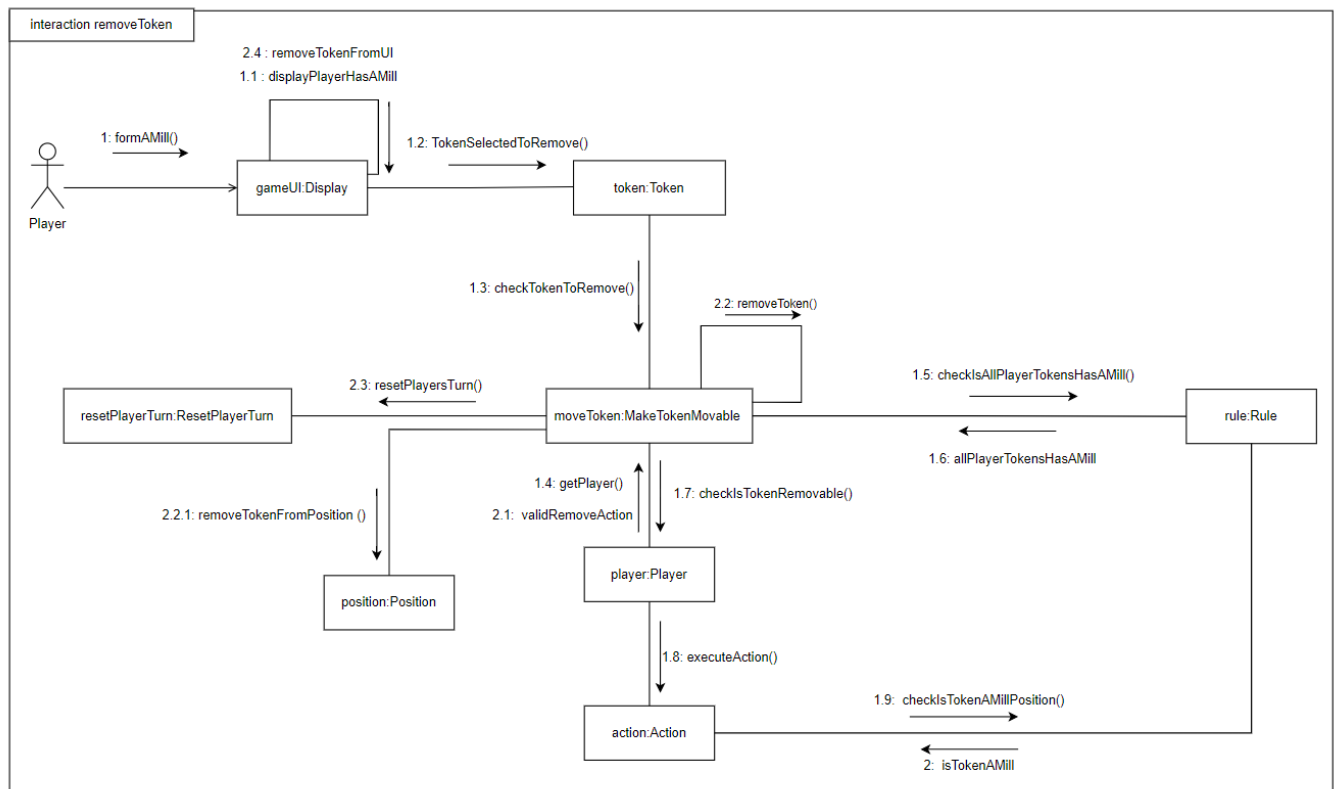 interaction removeToken
2.4 : removeTokenFromUI
1.1 : displayPlayerHasAMill
1: formAMill()
1.2: TokenSelectedToRemove()
gameUI:Display
token:Token
Player
1.3: checkTokenToRemove()
2.2: removeToken()
2.3: resetPlayersTurn()
1.5: checkIsAllPlayerTokensHasAMill()
resetPlayerTurn:ResetPlayerTurn
moveToken:MakeTokenMovable
rule:Rule
1.6: allPlayerTokensHasAMill
1.4: getPlayer()
1.7: checkIsTokenRemovable()
2.2.1: removeTokenFromPosition ()
2.1: validRemoveAction
player:Player
position:Position
1.8: executeAction()
1.9: checkIsTokenAMillPosition()
action:Action
2: isTokenAMill